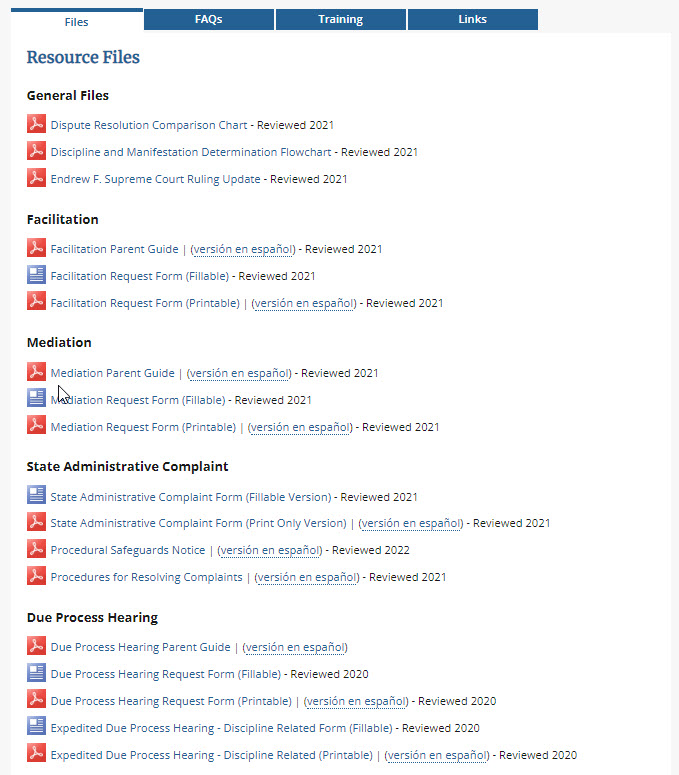 Files
FAQs
Training
Links
Resource Files
General Files
Dispute Resolution Comparison Chart - Reviewed 2021
Discipline and Manifestation Determination Flowchart - Reviewed 2021
Endrew F. Supreme Court Ruling Update - Reviewed 2021
Facilitation
Facilitation Parent Guide | (versión en español) - Reviewed 2021
Facilitation Request Form (Fillable) - Reviewed 2021
Facilitation Request Form (Printable) | (versión en español) - Reviewed 2021
Mediation
Mediation Parent Guide | (versión en español) - Reviewed 2021
Mediation Request Form (Fillable) - Reviewed 2021
Mediation Request Form (Printable) | (versión en español) - Reviewed 2021
State Administrative Complaint
State Administrative Complaint Form (Fillable Version) - Reviewed 2021
State Administrative Complaint Form (Print Only Version) | (versión en español) - Reviewed 2021
Procedural Safeguards Notice | (versión en español) - Reviewed 2022
Procedures for Resolving Complaints | (versión en español) - Reviewed 2021
Due Process Hearing
Due Process Hearing Parent Guide | (versión en español)
Due Process Hearing Request Form (Fillable) - Reviewed 2020
Due Process Hearing Request Form (Printable) | (versión en español) - Reviewed 2020
Expedited Due Process Hearing - Discipline Related Form (Fillable) - Reviewed 2020
Expedited Due Process Hearing - Discipline Related (Printable) | (versión en español) - Reviewed 2020